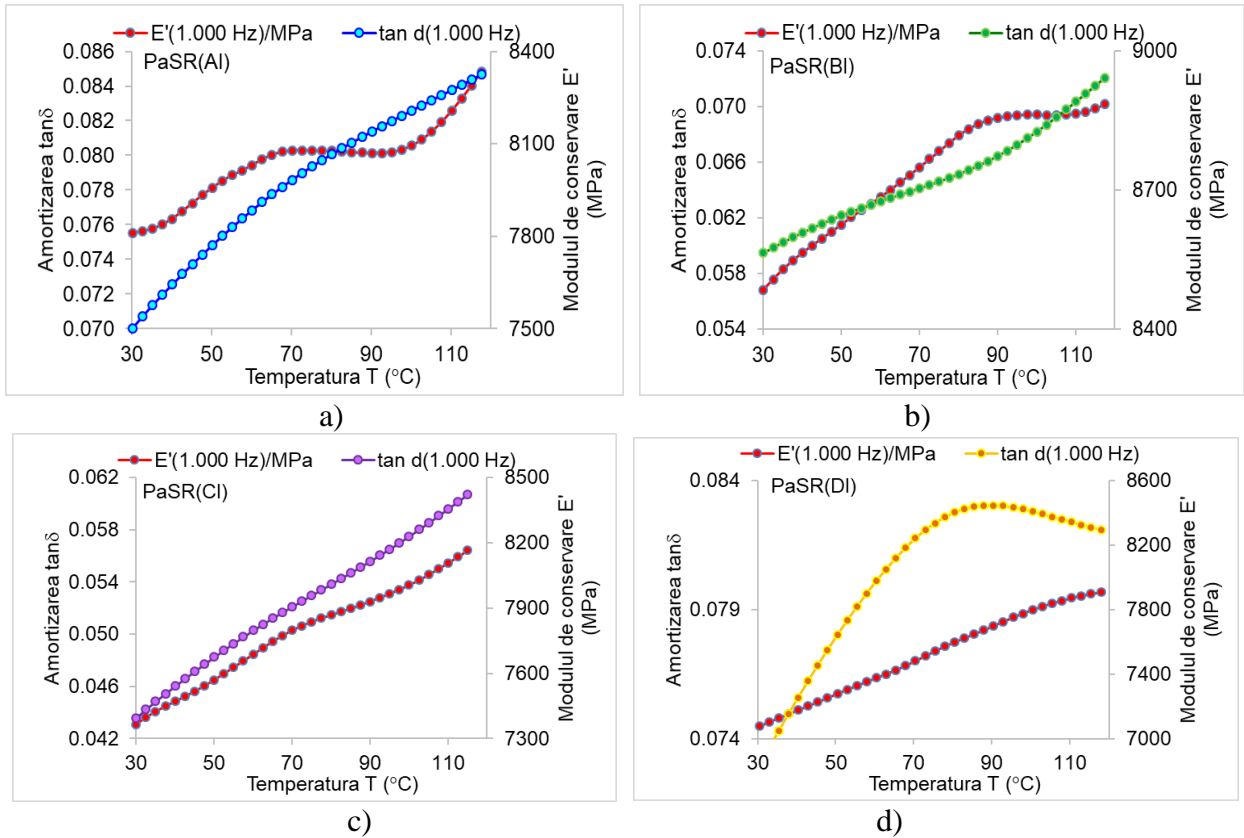 E'(1.000 Hz)/MPa tan d(1.000 Hz)
PaSR(AI)
0.086
0.084
0.082
0.080
0.078
0.076
0.074
0.072
0.070
Amortizarea tanδ
8400
8100
7800
7500
Modulul de conservare E'
(MPa)
30 50 70 90 110
Temperatura T (°C)
a)
E'(1.000 Hz)/MPa tan d(1.000 Hz)
PaSR(BI)
0.074
0.070
0.066
0.062
0.058
0.054
Amortizarea tanδ
9000
8700
8400
Modulul de conservare E'
(MPa)
30 50 70 90 110
Temperatura T (°C)
b)
E'(1.000 Hz)/MPa tan d(1.000 Hz)
PaSR(CI)
0.062
0.058
0.054
0.050
0.046
0.042
Amortizarea tanδ
8500
8200
7900
7600
7300
Modulul de conservare E'
(MPa)
30 50 70 90 110
Temperatura T (°C)
c)
E'(1.000 Hz)/MPa tan d(1.000 Hz)
PaSR(DI)
0.084
0.079
0.074
Amortizarea tanδ
8600
8200
7800
7400
7000
Modulul de conservare E'
(MPa)
30 50 70 90 110
Temperatura T (°C)
d)